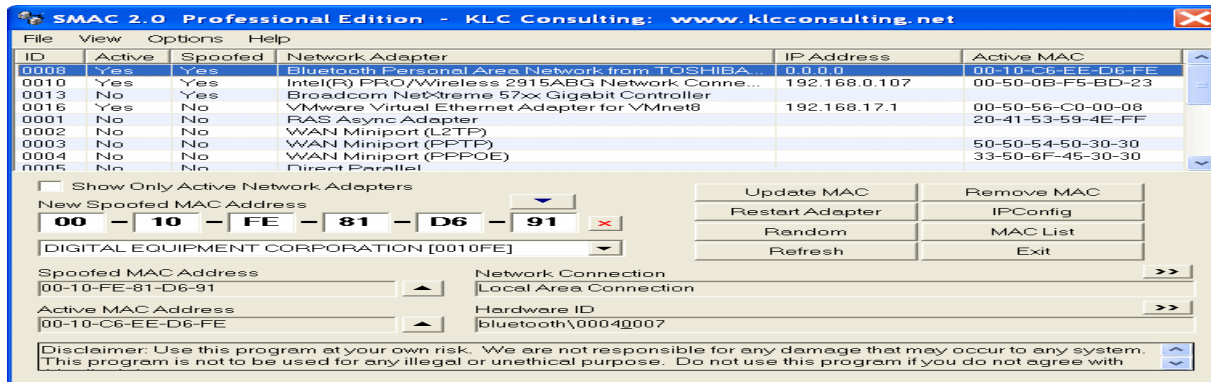 SMAC 2.0 Professional Edition - KLC Consulting: www.klcconsulting.net
File View Options Help
ID Active Spoofed Network Adapter IP Address Active MAC
0008 Yes Yes Bluetooth Personal Area Network from TOSHIBA... 0.0.0.0 00-10-C6-EE-D6-FE
0010 Yes Yes Intel(R) PRO/Wireless 2915ABG Network Conne... 192.168.0.107 00-50-0B-F5-BD-23
0013 No Yes Broadcom NetXtreme 57xx Gigabit Controller
0016 Yes No VMware Virtual Ethernet Adapter for VMnet8 192.168.17.1 00-50-56-C0-00-08
0001 No No RAS Async Adapter 20-41-53-59-4E-FF
0002 No No WAN Miniport (L2TP)
0003 No No WAN Miniport (PPTP) 50-50-54-50-30-30
0004 No No WAN Miniport (PPPOE) 33-50-6F-45-30-30
0005 No No Direct Parallel
Show Only Active Network Adapters
New Spoofed MAC Address
00 - 10 - FE - 81 - D6 - 91
DIGITAL EQUIPMENT CORPORATION [0010FE]
Update MAC Remove MAC
Restart Adapter IPConfig
Random MAC List
Refresh Exit
Spoofed MAC Address Network Connection >>
00-10-FE-81-D6-91 Local Area Connection
Active MAC Address Hardware ID >>
00-10-C6-EE-D6-FE bluetooth\00040007
Disclaimer: Use this program at your own risk. We are not responsible for any damage that may occur to any system.
This program is not to be used for any illegal or unethical purpose. Do not use this program if you do not agree with